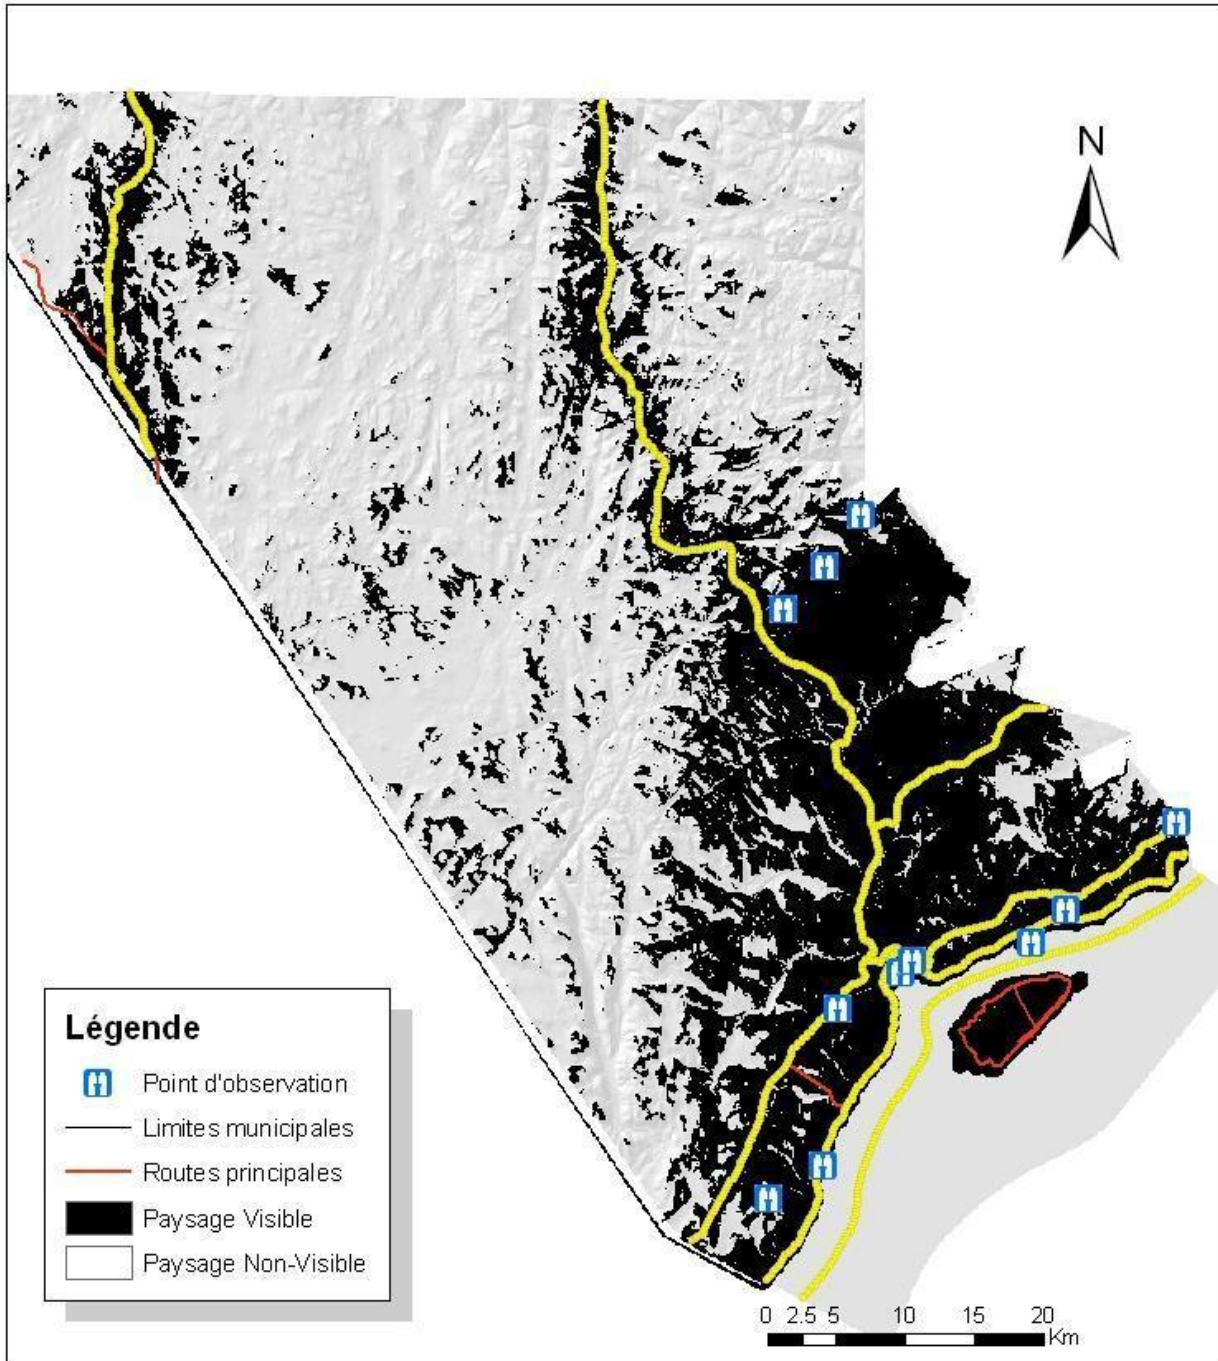 N
Légende
Point d'observation
Limites municipales
Routes principales
Paysage Visible
Paysage Non-Visible
0 2.5 5 10 15 20
Km